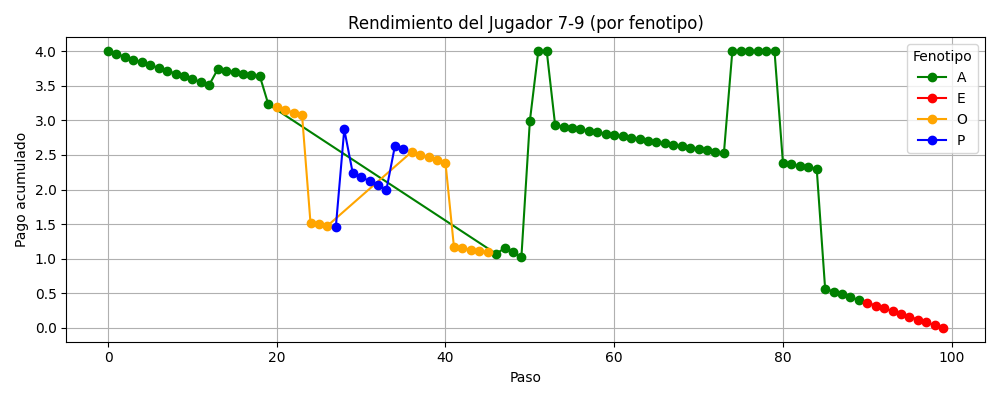 Rendimiento del Jugador 7-9 (por fenotipo)
Pago acumulado
4.0
3.5
3.0
2.5
2.0
1.5
1.0
0.5
0.0
Fenotipo
A
E
O
P
0
20
40
60
80
100
Paso